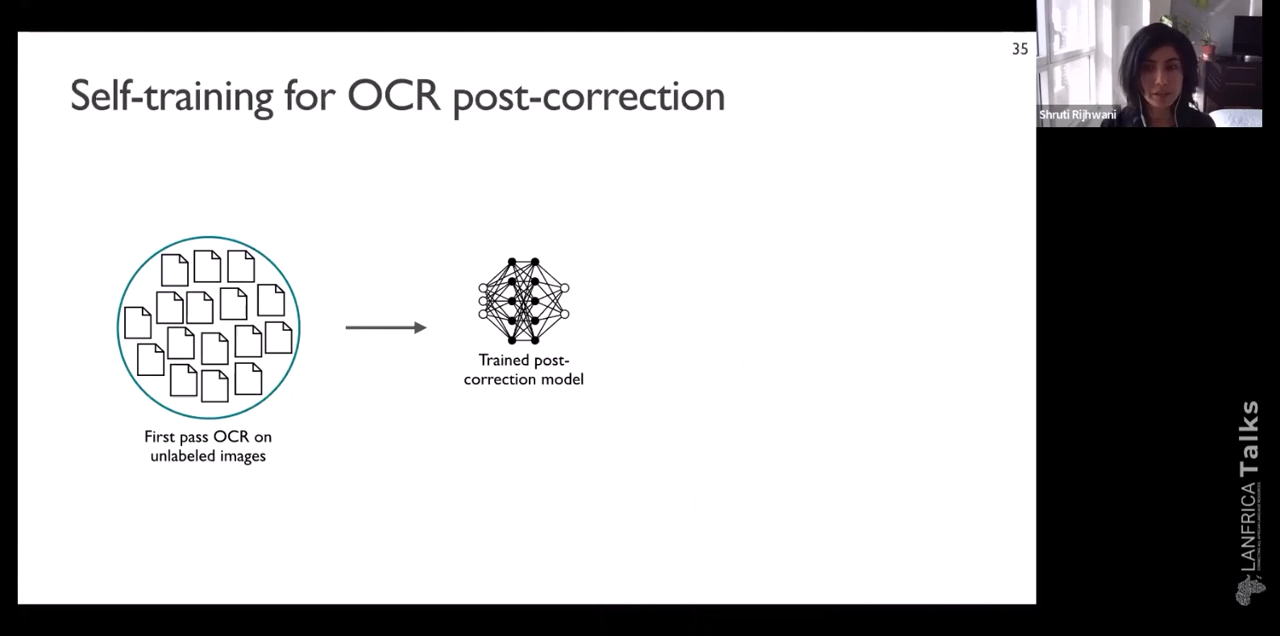 35
Self-training for OCR post-correction
Shruti Rijhwani
Trained post-
correction model
First pass OCR on
unlabeled images
LANFRICA Talks